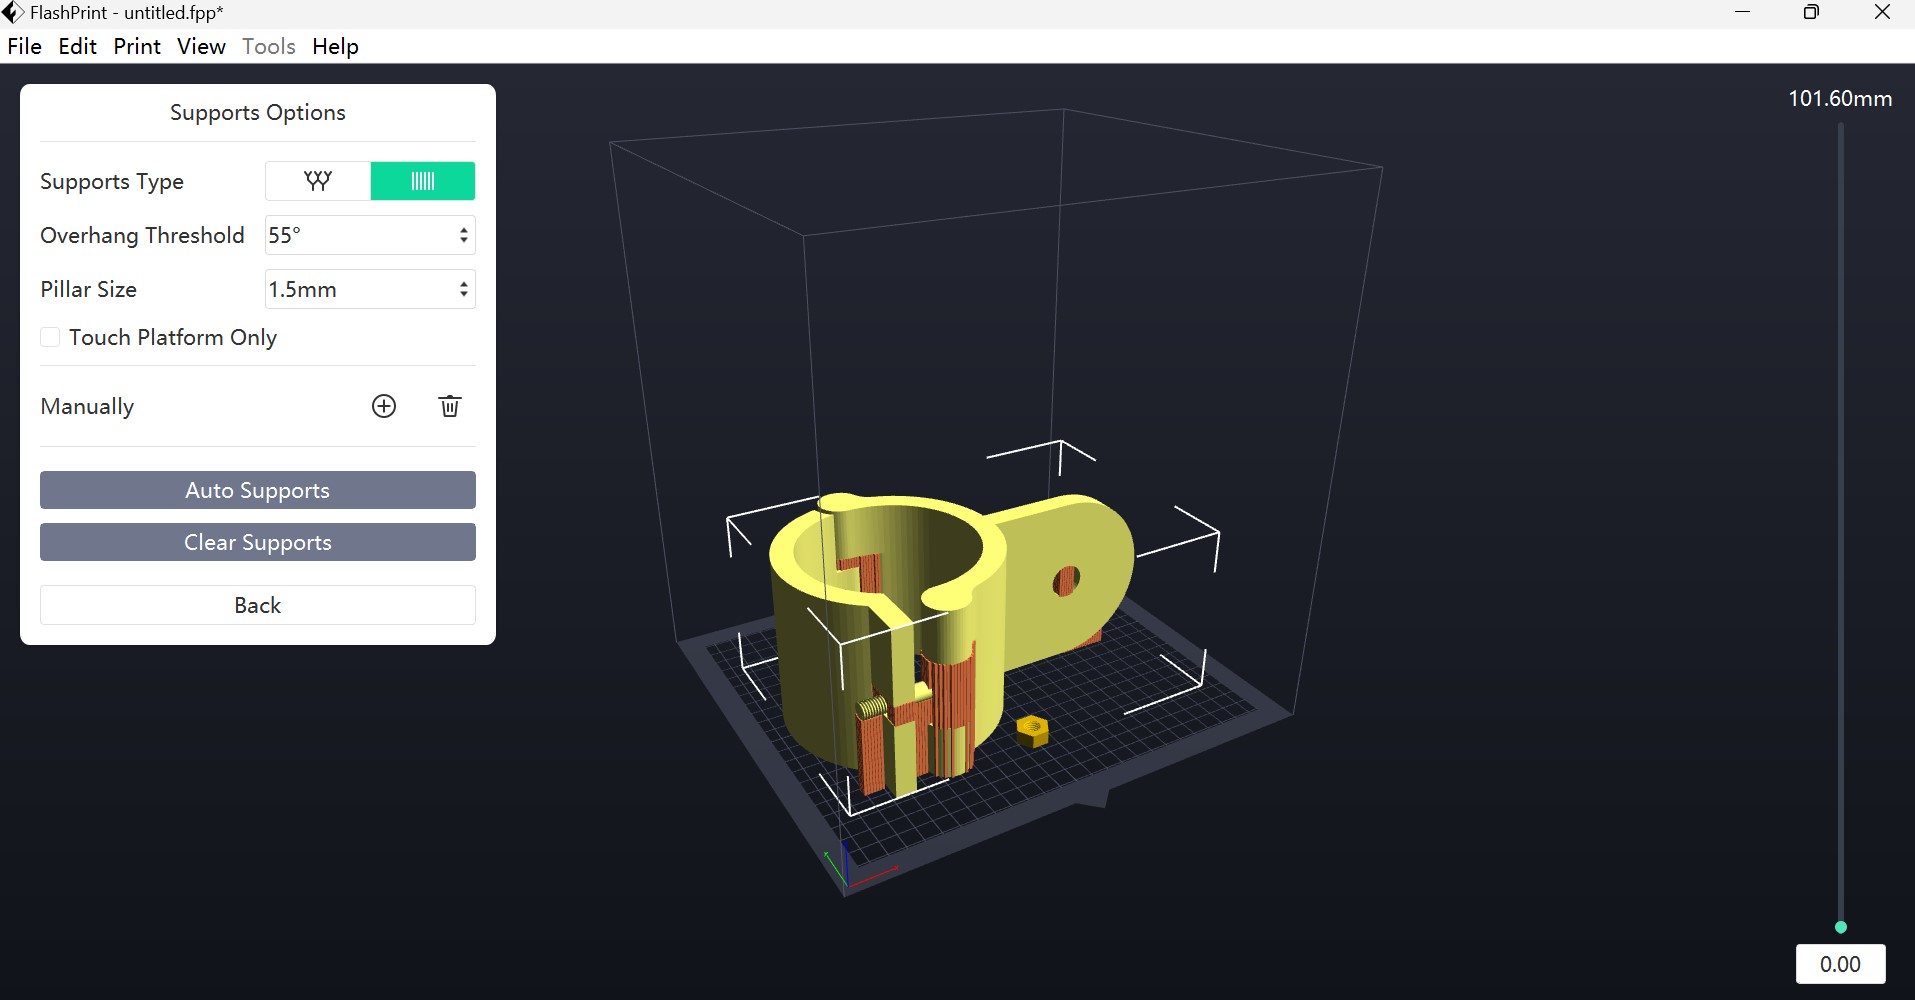 FlashPrint - untitled.fpp*
File Edit Print View Tools Help
Supports Options
Supports Type
Overhang Threshold 55°
Pillar Size 1.5mm
Touch Platform Only
Manually
Auto Supports
Clear Supports
Back
101.60mm
0.00